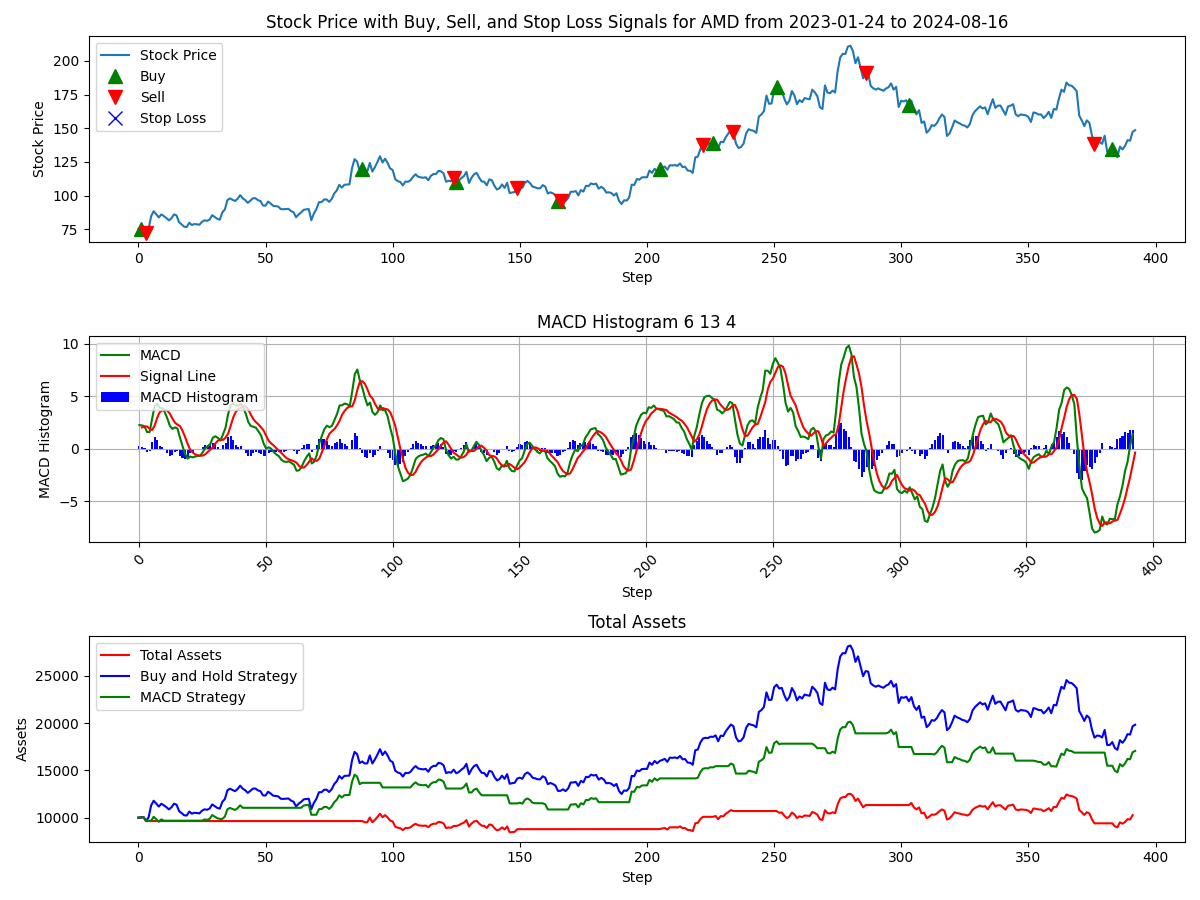 Stock Price with Buy, Sell, and Stop Loss Signals for AMD from 2023-01-24 to 2024-08-16
Stock Price
Buy
Sell
Stop Loss
Stock Price
200
175
150
125
100
75
0 50 100 150 200 250 300 350 400
Step
MACD Histogram 6 13 4
MACD
Signal Line
MACD Histogram
MACD Histogram
10
5
0
−5
0 50 100 150 200 250 300 350 400
Step
Total Assets
Total Assets
Buy and Hold Strategy
MACD Strategy
Assets
25000
20000
15000
10000
0 50 100 150 200 250 300 350 400
Step